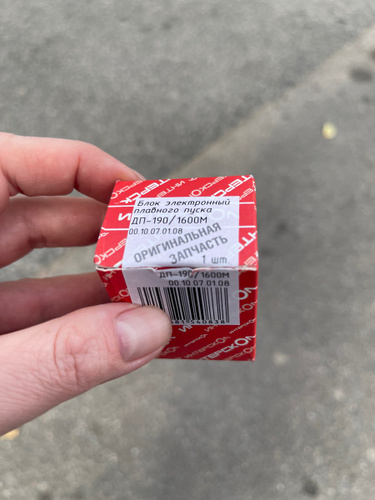 Блок электронный
плавного пуска
ДП-190/1600М
00.10.07.01.08
ОРИГИНАЛЬНАЯ
ЗАПЧАСТЬ
1 шт
ДП-190/1600М
00.10.07.01.08
ИНТЕРСКОЛ